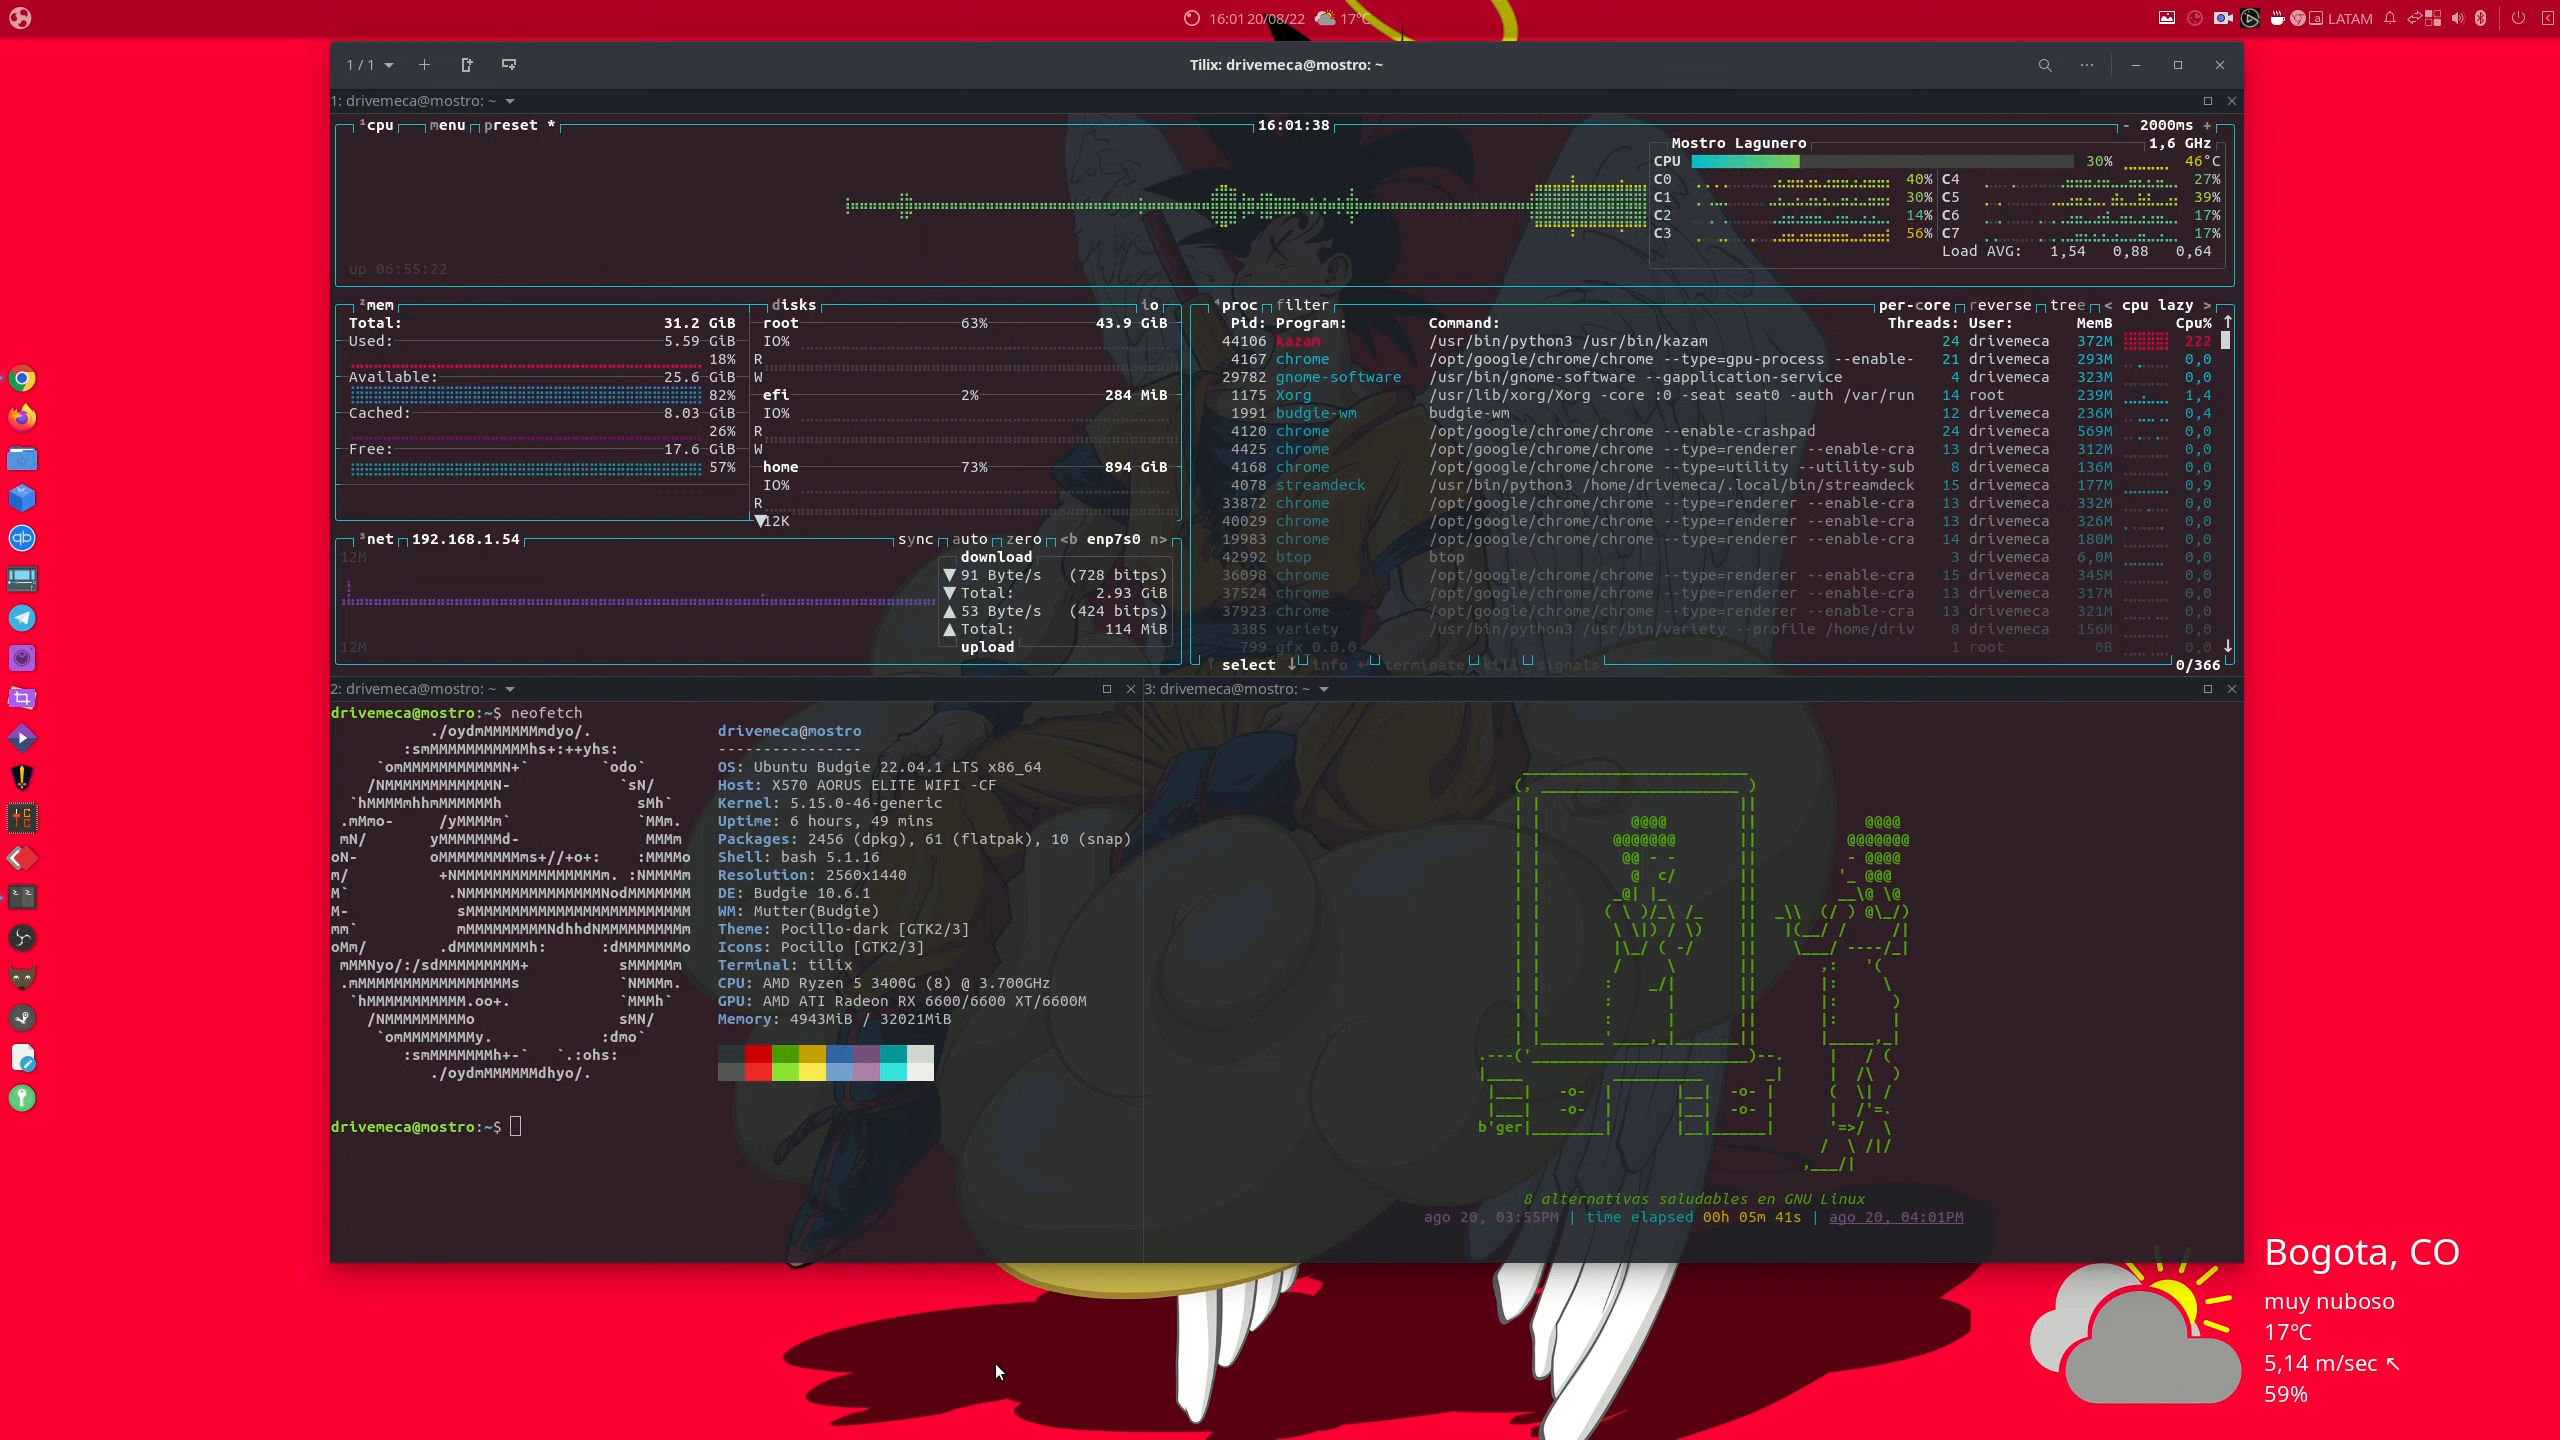 16:01 20/08/22 17°C
LATAM
1 / 1
Tilix: drivemeca@mostro: ~
1: drivemeca@mostro: ~
¹cpu menu preset * 16:01:38 - 2000ms +
Mostro Lagunero 1,6 GHz
CPU 30% 46°C
C0 40% C4 27%
C1 30% C5 39%
C2 14% C6 17%
C3 56% C7 17%
Load AVG: 1,54 0,88 0,64
up 06:55:22
²mem
Total: 31.2 GiB
Used: 5.59 GiB
18%
Available: 25.6 GiB
82%
Cached: 8.03 GiB
26%
Free: 17.6 GiB
57%
disks io
root 63% 43.9 GiB
IO%
R
W
efi 2% 284 MiB
IO%
R
W
home 73% 894 GiB
IO%
R
▼12K
³net 192.168.1.54 sync auto zero <b enp7s0 n>
12M
download
▼ 91 Byte/s (728 bitps)
▼ Total: 2.93 GiB
▲ 53 Byte/s (424 bitps)
▲ Total: 114 MiB
upload
12M
⁴proc filter per-core reverse tree < cpu lazy >
Pid: Program: Command: Threads: User: MemB Cpu% ↑
44106 kazam /usr/bin/python3 /usr/bin/kazam 24 drivemeca 372M 222
4167 chrome /opt/google/chrome/chrome --type=gpu-process --enable- 21 drivemeca 293M 0,0
29782 gnome-software /usr/bin/gnome-software --gapplication-service 4 drivemeca 323M 0,0
1175 Xorg /usr/lib/xorg/Xorg -core :0 -seat seat0 -auth /var/run 14 root 239M 1,4
1991 budgie-wm budgie-wm 12 drivemeca 236M 0,4
4120 chrome /opt/google/chrome/chrome --enable-crashpad 24 drivemeca 569M 0,0
4425 chrome /opt/google/chrome/chrome --type=renderer --enable-cra 13 drivemeca 312M 0,0
4168 chrome /opt/google/chrome/chrome --type=utility --utility-sub 8 drivemeca 136M 0,0
4078 streamdeck /usr/bin/python3 /home/drivemeca/.local/bin/streamdeck 15 drivemeca 177M 0,9
33872 chrome /opt/google/chrome/chrome --type=renderer --enable-cra 13 drivemeca 332M 0,0
40029 chrome /opt/google/chrome/chrome --type=renderer --enable-cra 13 drivemeca 326M 0,0
19983 chrome /opt/google/chrome/chrome --type=renderer --enable-cra 14 drivemeca 180M 0,0
42992 btop btop 3 drivemeca 6,0M 0,0
36098 chrome /opt/google/chrome/chrome --type=renderer --enable-cra 15 drivemeca 345M 0,0
37524 chrome /opt/google/chrome/chrome --type=renderer --enable-cra 13 drivemeca 317M 0,0
37923 chrome /opt/google/chrome/chrome --type=renderer --enable-cra 13 drivemeca 321M 0,0
3385 variety /usr/bin/python3 /usr/bin/variety --profile /home/driv 8 drivemeca 156M 0,0
799 gfx_0.0.0 1 root 0B 0,0 ↓
↑ select ↓ info ↵ terminate kill signals 0/366
2: drivemeca@mostro: ~
drivemeca@mostro:~$ neofetch
drivemeca@mostro
----------------
OS: Ubuntu Budgie 22.04.1 LTS x86_64
Host: X570 AORUS ELITE WIFI -CF
Kernel: 5.15.0-46-generic
Uptime: 6 hours, 49 mins
Packages: 2456 (dpkg), 61 (flatpak), 10 (snap)
Shell: bash 5.1.16
Resolution: 2560x1440
DE: Budgie 10.6.1
WM: Mutter(Budgie)
Theme: Pocillo-dark [GTK2/3]
Icons: Pocillo [GTK2/3]
Terminal: tilix
CPU: AMD Ryzen 5 3400G (8) @ 3.700GHz
GPU: AMD ATI Radeon RX 6600/6600 XT/6600M
Memory: 4943MiB / 32021MiB
drivemeca@mostro:~$
3: drivemeca@mostro: ~
b'ger
8 alternativas saludables en GNU Linux
ago 20, 03:55PM | time elapsed 00h 05m 41s | ago 20, 04:01PM
Bogota, CO
muy nuboso
17°C
5,14 m/sec ↖
59%